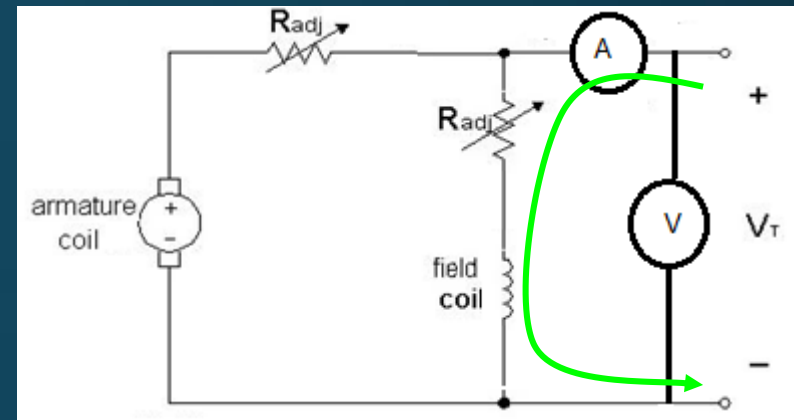 Radj
A
+
Radj
armature
coil
+
−
V
VT
field
coil
−